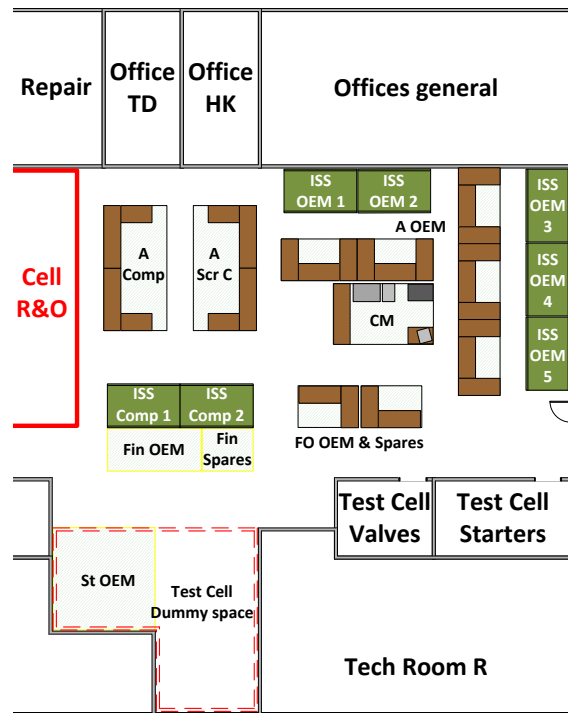 Repair
Office
TD
Office
HK
Offices general
ISS
OEM 1
ISS
OEM 2
ISS
OEM
3
A OEM
A
Comp
A
Scr C
Cell
R&O
ISS
OEM
4
CM
ISS
OEM
5
ISS
Comp 1
ISS
Comp 2
Fin OEM
Fin
Spares
FO OEM & Spares
Test Cell
Valves
Test Cell
Starters
St OEM
Test Cell
Dummy space
Tech Room R